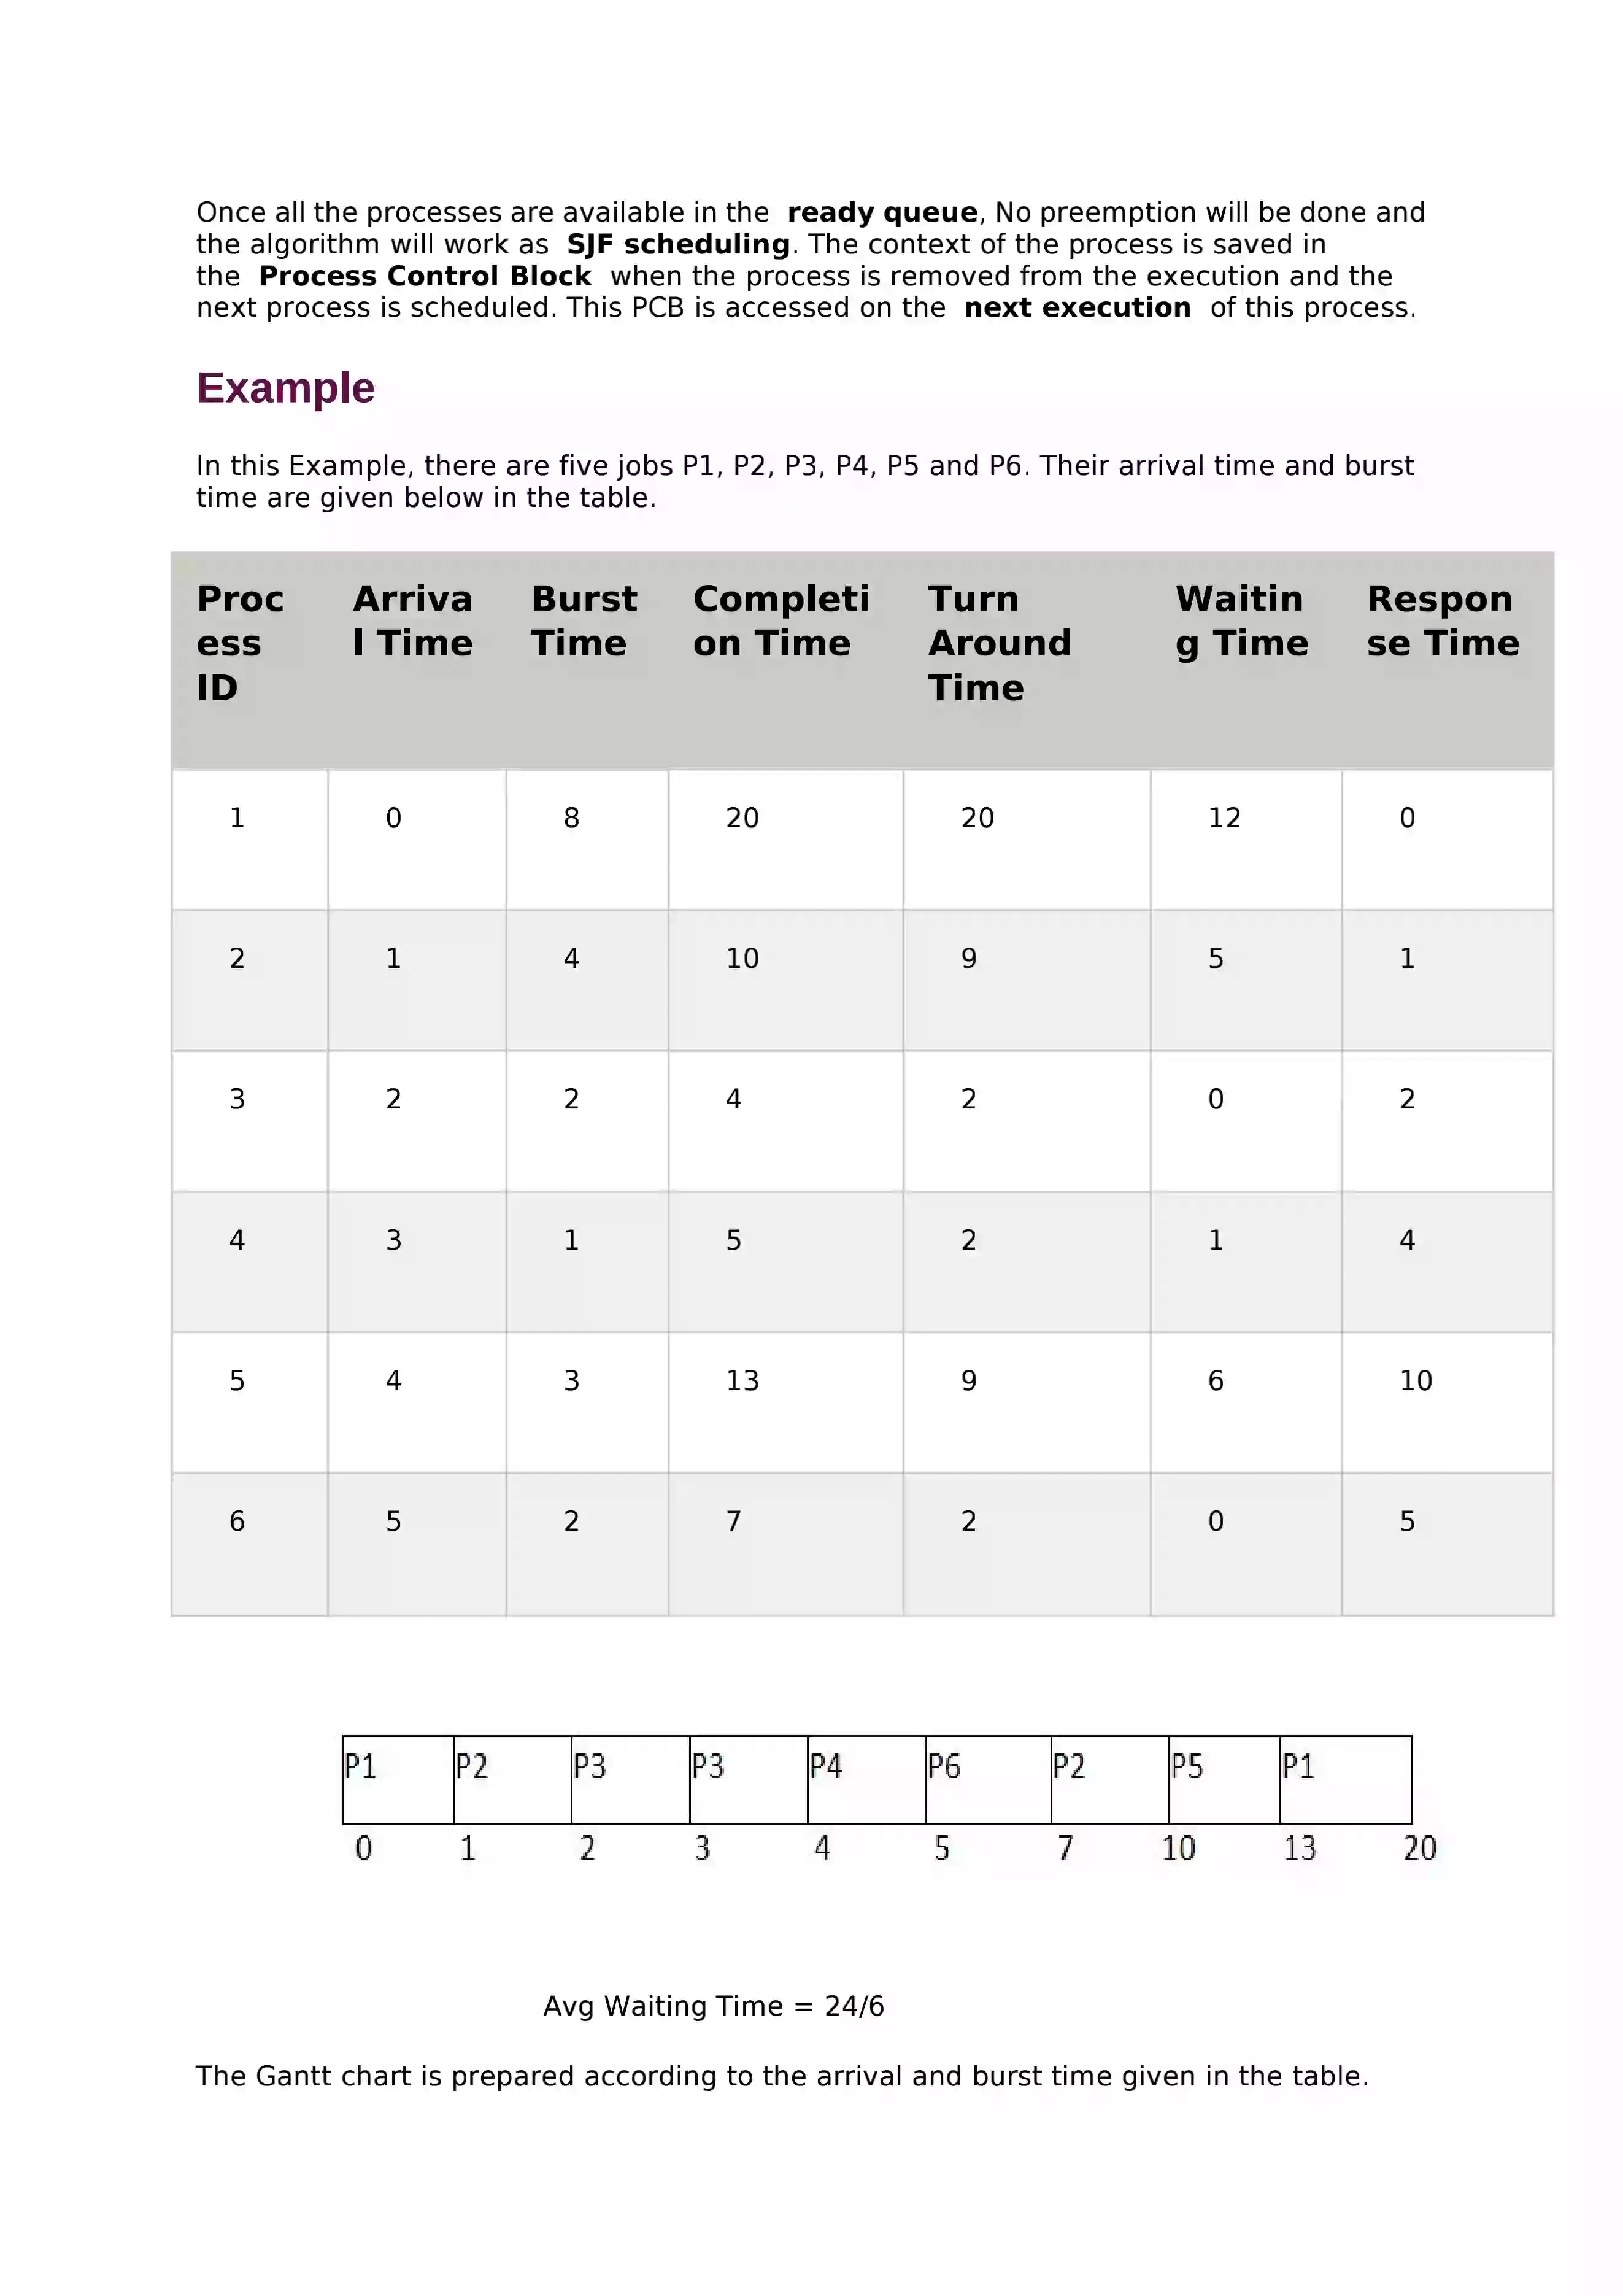 Once all the processes are available in the ready queue, No preemption will be done and
the algorithm will work as SJF scheduling. The context of the process is saved in
the Process Control Block when the process is removed from the execution and the
next process is scheduled. This PCB is accessed on the next execution of this process.
Example
In this Example, there are five jobs P1, P2, P3, P4, P5 and P6. Their arrival time and burst
time are given below in the table.
Proc Arriva Burst Completi Turn Waitin Respon
ess l Time Time on Time Around g Time se Time
ID Time
1 0 8 20 20 12 0
2 1 4 10 9 5 1
3 2 2 4 2 0 2
4 3 1 5 2 1 4
5 4 3 13 9 6 10
6 5 2 7 2 0 5
P1 P2 P3 P3 P4 P6 P2 P5 P1
0 1 2 3 4 5 7 10 13 20
Avg Waiting Time = 24/6
The Gantt chart is prepared according to the arrival and burst time given in the table.